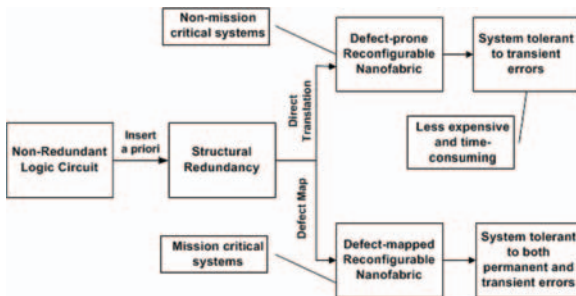 Non-mission
critical systems
Defect-prone
Reconfigurable
Nanofabric
System tolerant
to transient
errors
Less expensive
and time-
consuming
Direct
Translation
Insert
a priori
Non-Redundant
Logic Circuit
Structural
Redundancy
Defect Map
Mission critical
systems
Defect-mapped
Reconfigurable
Nanofabric
System tolerant
to both
permanent and
transient errors